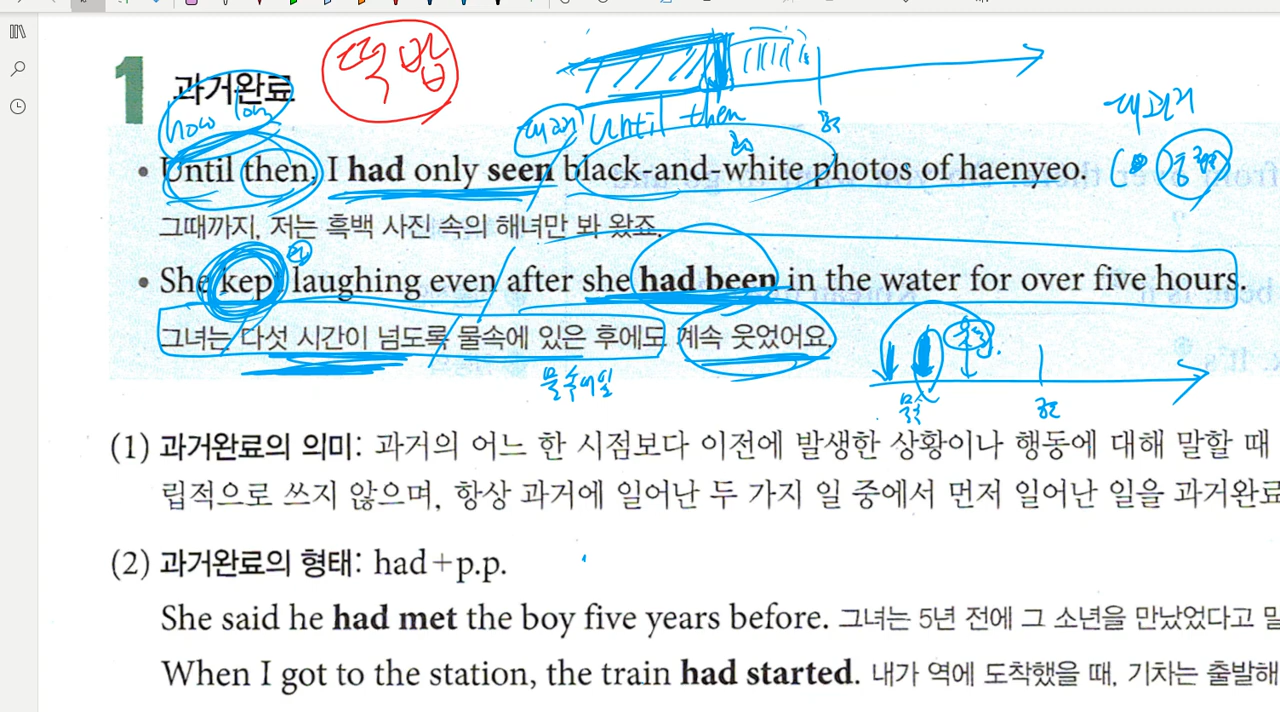 1 과거완료
떡밥
how long
until then
대과거
• Until then, I had only seen black-and-white photos of haenyeo.
그때까지, 저는 흑백 사진 속의 해녀만 봐 왔죠.
• She kept laughing even after she had been in the water for over five hours.
그녀는 다섯 시간이 넘도록 물속에 있은 후에도 계속 웃었어요.
(1) 과거완료의 의미: 과거의 어느 한 시점보다 이전에 발생한 상황이나 행동에 대해 말할 때
립적으로 쓰지 않으며, 항상 과거에 일어난 두 가지 일 중에서 먼저 일어난 일을 과거완료
(2) 과거완료의 형태: had+p.p.
She said he had met the boy five years before. 그녀는 5년 전에 그 소년을 만났었다고 말
When I got to the station, the train had started. 내가 역에 도착했을 때, 기차는 출발해